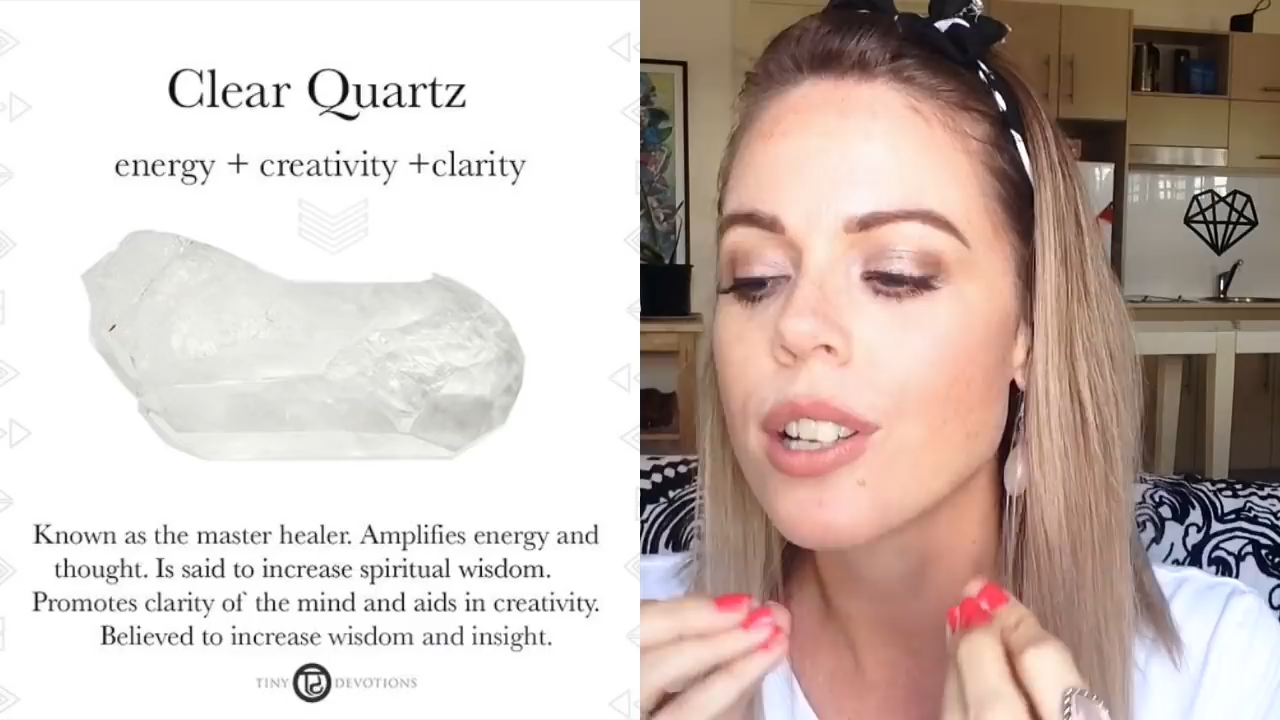 Clear Quartz
energy + creativity +clarity
Known as the master healer. Amplifies energy and
thought. Is said to increase spiritual wisdom.
Promotes clarity of the mind and aids in creativity.
Believed to increase wisdom and insight.
TINY DEVOTIONS